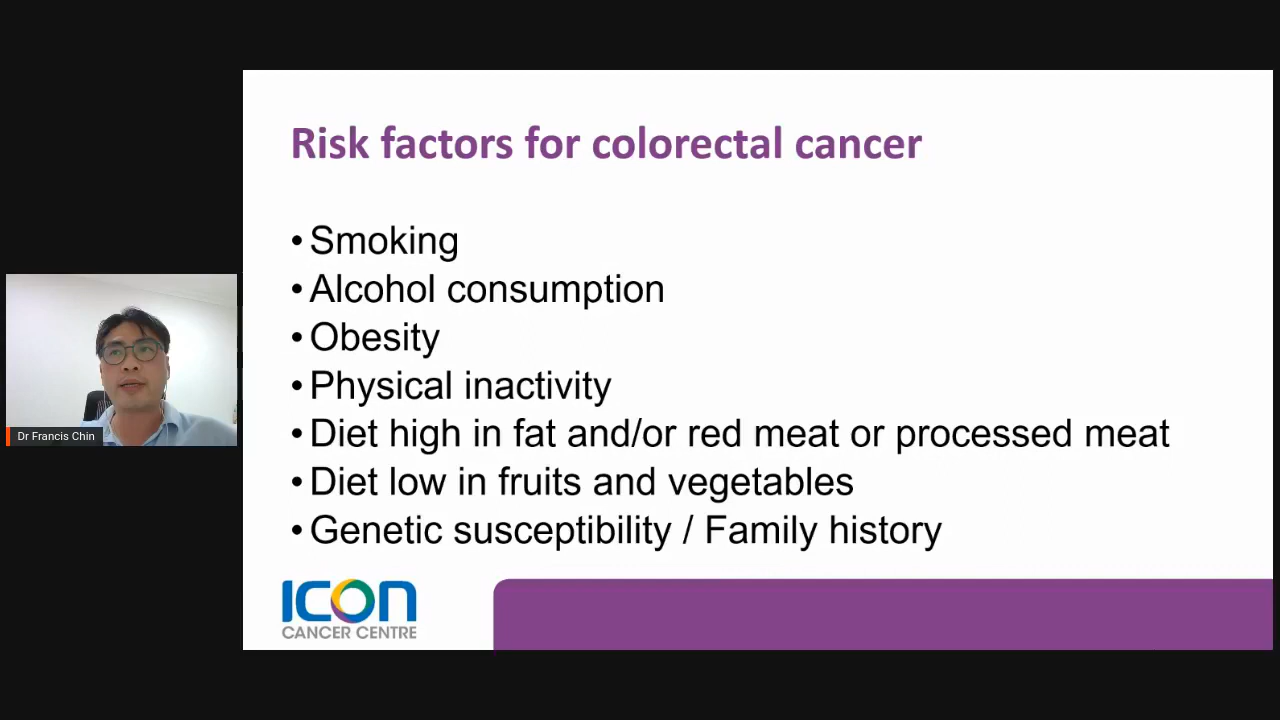 Risk factors for colorectal cancer
• Smoking
• Alcohol consumption
• Obesity
• Physical inactivity
• Diet high in fat and/or red meat or processed meat
• Diet low in fruits and vegetables
• Genetic susceptibility / Family history
Dr Francis Chin
ICON
CANCER CENTRE